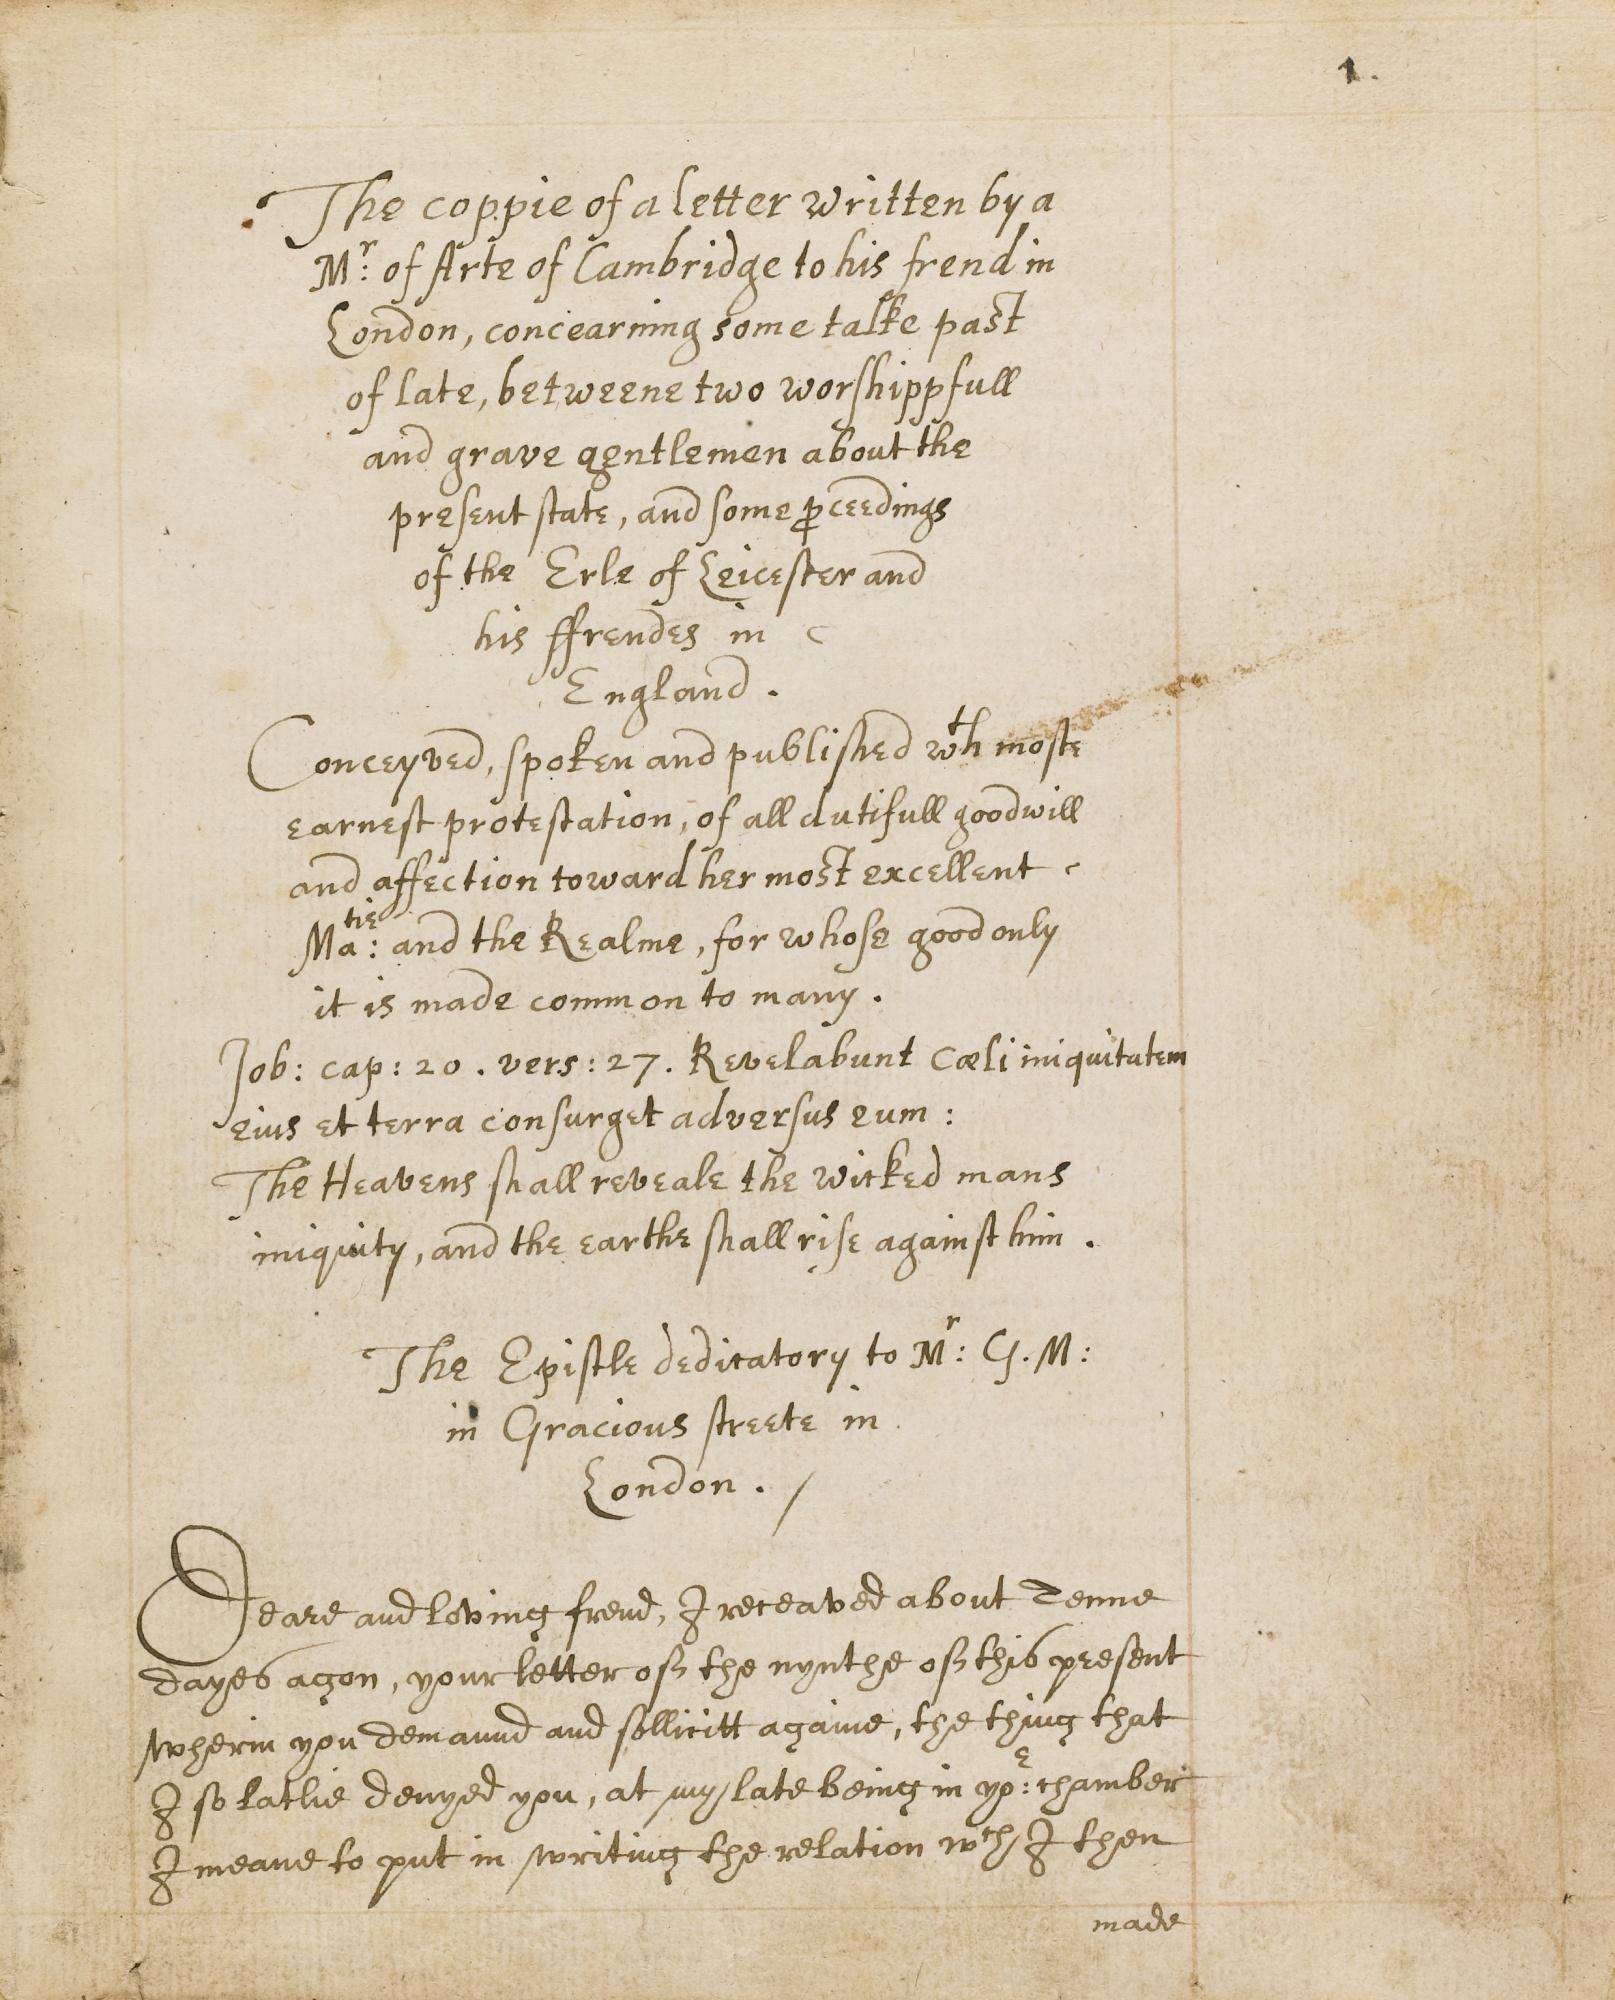 1.
The coppie of a letter written by a
Mr: of Arte of Cambridge to his frend in
London, concearning some talke past
of late, betweene two worshippfull
and grave gentlemen about the
present state, and some ꝓceedings
of the Erle of Leicester and
his ffrendes in
England.
Conceyved, spoken and published wth moste
earnest protestation, of all dutifull goodwill
and affection toward her most excellent
Matie: and the Realme, for whose good only
it is made common to many.
Job: cap: 20. vers: 27. Revelabunt Cœli iniquitatem
eius et terra consurget adversus eum:
The Heavens shall reveale the wicked mans
iniquity, and the earthe shall rise against him.
The Epistle dedicatory to Mr: G. M:
in Gracious streete in
London. /
Deare and loving frend, I receaved about Tenne
dayes agon, your letter of the nynthe of this present
wherin you demaund and sollicitt againe, the thing that
I so latlie denyed you, at my late being in yor: chamber
I meane to put in writing the relation wch I then
made